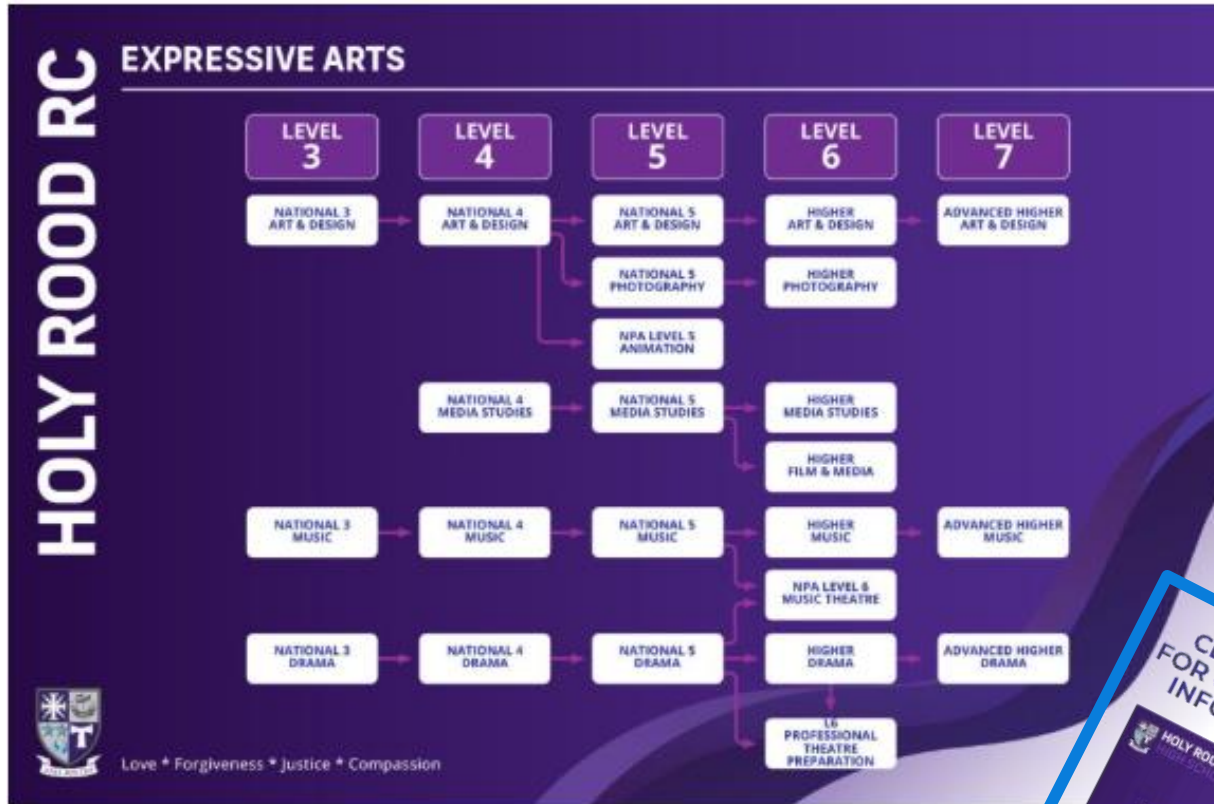 HOLY ROOD RC
EXPRESSIVE ARTS
LEVEL
3
LEVEL
4
LEVEL
5
LEVEL
6
LEVEL
7
NATIONAL 3
ART & DESIGN
NATIONAL 4
ART & DESIGN
NATIONAL 5
ART & DESIGN
HIGHER
ART & DESIGN
ADVANCED HIGHER
ART & DESIGN
NATIONAL 5
PHOTOGRAPHY
HIGHER
PHOTOGRAPHY
NPA LEVEL 5
ANIMATION
NATIONAL 4
MEDIA STUDIES
NATIONAL 5
MEDIA STUDIES
HIGHER
MEDIA STUDIES
HIGHER
FILM & MEDIA
NATIONAL 3
MUSIC
NATIONAL 4
MUSIC
NATIONAL 5
MUSIC
HIGHER
MUSIC
ADVANCED HIGHER
MUSIC
NPA LEVEL 6
MUSIC THEATRE
NATIONAL 3
DRAMA
NATIONAL 4
DRAMA
NATIONAL 5
DRAMA
HIGHER
DRAMA
ADVANCED HIGHER
DRAMA
L6
PROFESSIONAL
THEATRE
PREPARATION
Love * Forgiveness * Justice * Compassion
FOR
HOLY